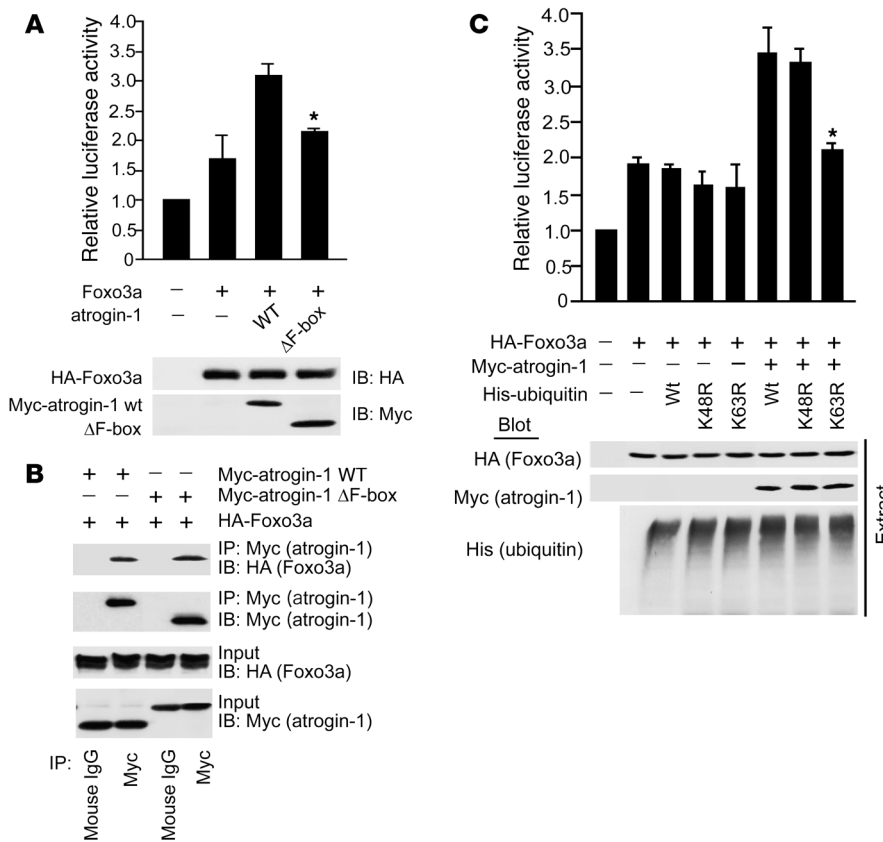 A
Relative luciferase activity
4.0
3.5
3.0
2.5
2.0
1.5
1.0
0.5
0
*
Foxo3a − + + +
atrogin-1 − − WT ΔF-box
HA-Foxo3a IB: HA
Myc-atrogin-1 wt
ΔF-box
IB: Myc
B
+ + − − Myc-atrogin-1 WT
− − + + Myc-atrogin-1 ΔF-box
+ + + + HA-Foxo3a
IP: Myc (atrogin-1)
IB: HA (Foxo3a)
IP: Myc (atrogin-1)
IB: Myc (atrogin-1)
Input
IB: HA (Foxo3a)
Input
IB: Myc (atrogin-1)
IP: Mouse IgG Myc Mouse IgG Myc
C
Relative luciferase activity
4.0
3.5
3.0
2.5
2.0
1.5
1.0
0.5
0
*
HA-Foxo3a − + + + + + + +
Myc-atrogin-1 − − − − − + + +
His-ubiquitin − − Wt K48R K63R Wt K48R K63R
Blot
HA (Foxo3a)
Myc (atrogin-1)
His (ubiquitin)
Extract